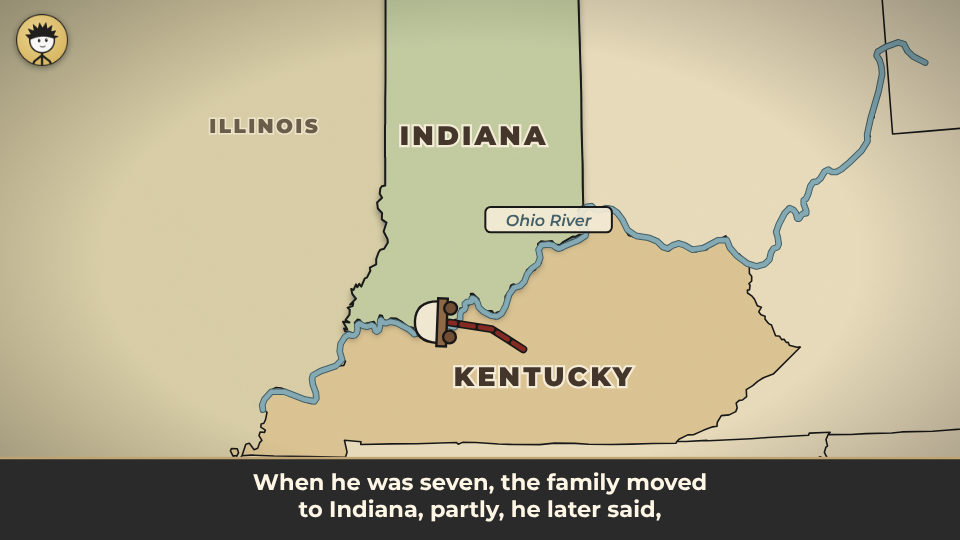 ILLINOIS
INDIANA
Ohio River
KENTUCKY
When he was seven, the family moved
to Indiana, partly, he later said,